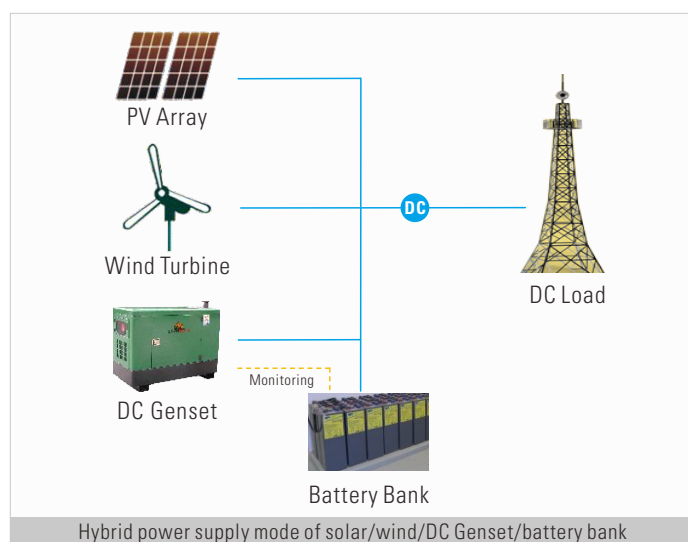 PV Array
DC
Wind Turbine
DC Load
Monitoring
DC Genset
Battery Bank
Hybrid power supply mode of solar/wind/DC Genset/battery bank